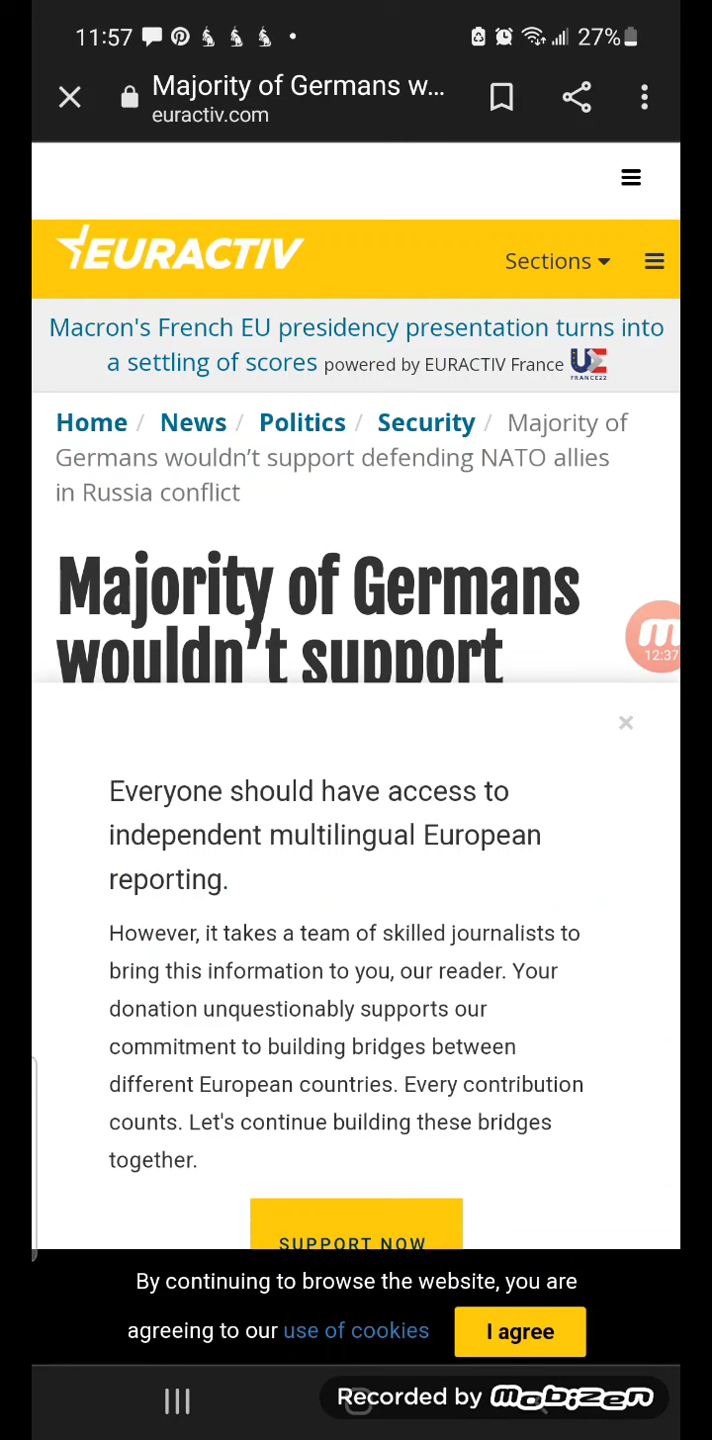 11:57 27%
Majority of Germans w...
euractiv.com
EURACTIV
Sections
Macron's French EU presidency presentation turns into
a settling of scores powered by EURACTIV France UE
FRANCE22
Home / News / Politics / Security / Majority of
Germans wouldn’t support defending NATO allies
in Russia conflict
Majority of Germans
wouldn’t support
12:37
Everyone should have access to
independent multilingual European
reporting.
However, it takes a team of skilled journalists to
bring this information to you, our reader. Your
donation unquestionably supports our
commitment to building bridges between
different European countries. Every contribution
counts. Let's continue building these bridges
together.
SUPPORT NOW
By continuing to browse the website, you are
agreeing to our use of cookies I agree
Recorded by mobizen